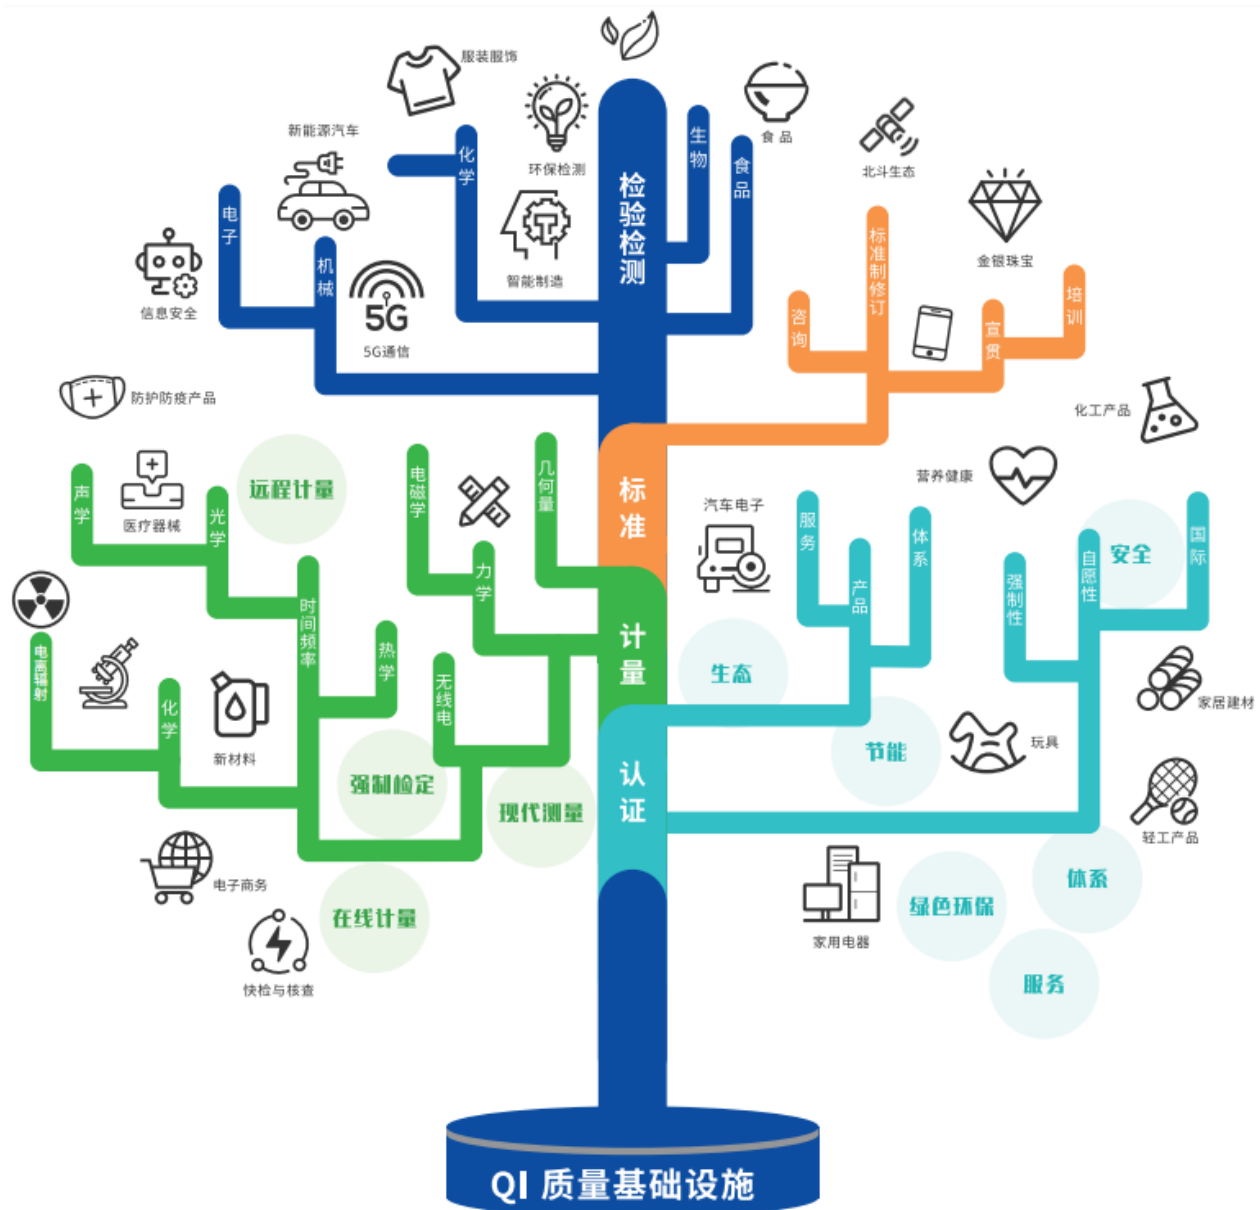 服装服饰
新能源汽车
化学
环保检测
生物
食品
食品
北斗生态
电子
机械
信息安全
5G
5G通信
智能制造
检验检测
标准制修订
金银珠宝
咨询
宣贯
培训
防护防疫产品
化工产品
声学
医疗器械
光学
远程计量
电磁学
力学
几何量
标准
汽车电子
营养健康
服务
产品
体系
强制性
自愿性
安全
国际
电离辐射
化学
新材料
时间频率
热学
无线电
计量
生态
节能
玩具
家居建材
强制检定
现代测量
认证
轻工产品
电子商务
在线计量
快检与核查
家用电器
绿色环保
体系
服务
QI 质量基础设施